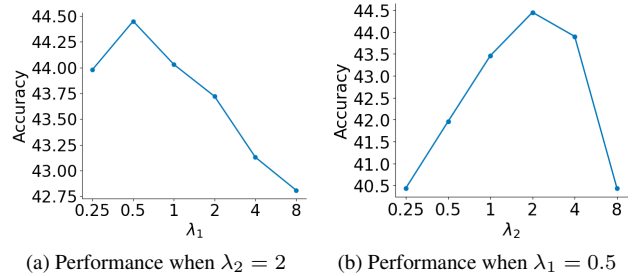 44.50
44.25
44.00
43.75
43.50
43.25
43.00
42.75
Accuracy
0.25 0.5 1 2 4 8
λ1
44.5
44.0
43.5
43.0
42.5
42.0
41.5
41.0
40.5
Accuracy
0.25 0.5 1 2 4 8
λ2
(a) Performance when λ2 = 2
(b) Performance when λ1 = 0.5